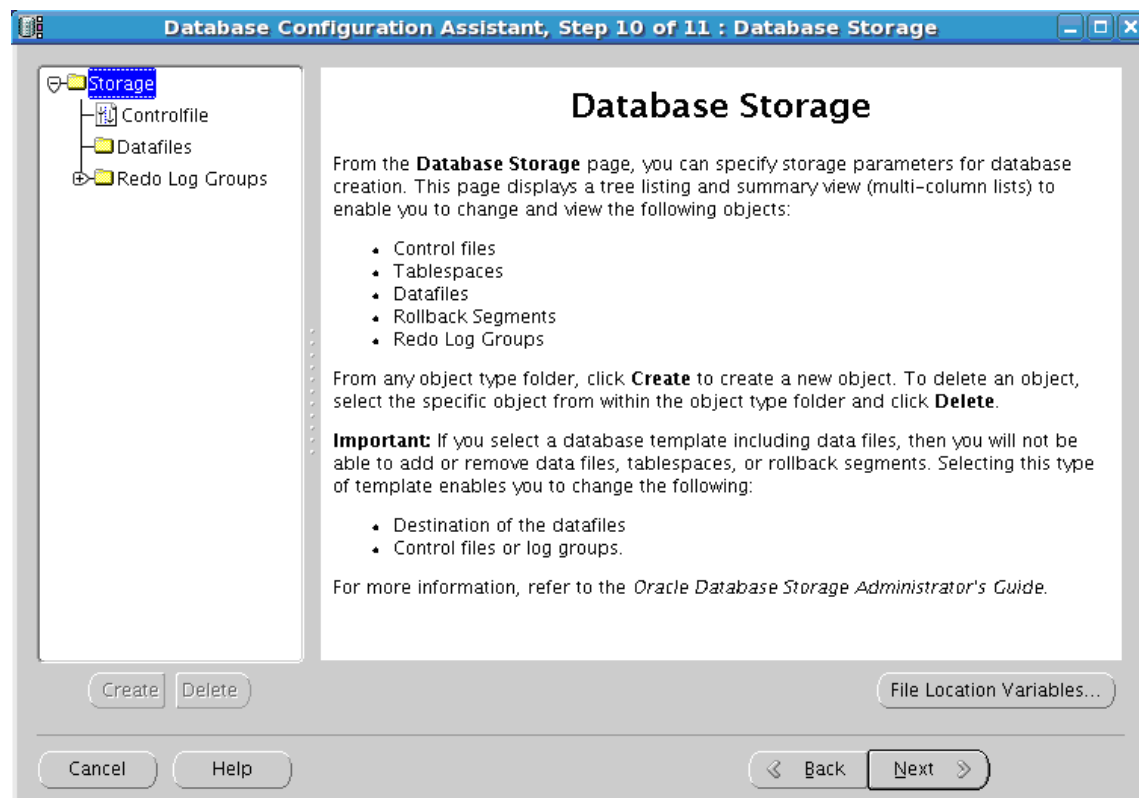 Database Configuration Assistant, Step 10 of 11 : Database Storage
Storage
Controlfile
Datafiles
Redo Log Groups
Database Storage
From the Database Storage page, you can specify storage parameters for database
creation. This page displays a tree listing and summary view (multi-column lists) to
enable you to change and view the following objects:
Control files
Tablespaces
Datafiles
Rollback Segments
Redo Log Groups
From any object type folder, click Create to create a new object. To delete an object,
select the specific object from within the object type folder and click Delete.
Important: If you select a database template including data files, then you will not be
able to add or remove data files, tablespaces, or rollback segments. Selecting this type
of template enables you to change the following:
Destination of the datafiles
Control files or log groups.
For more information, refer to the Oracle Database Storage Administrator's Guide.
Create Delete File Location Variables...
Cancel Help Back Next